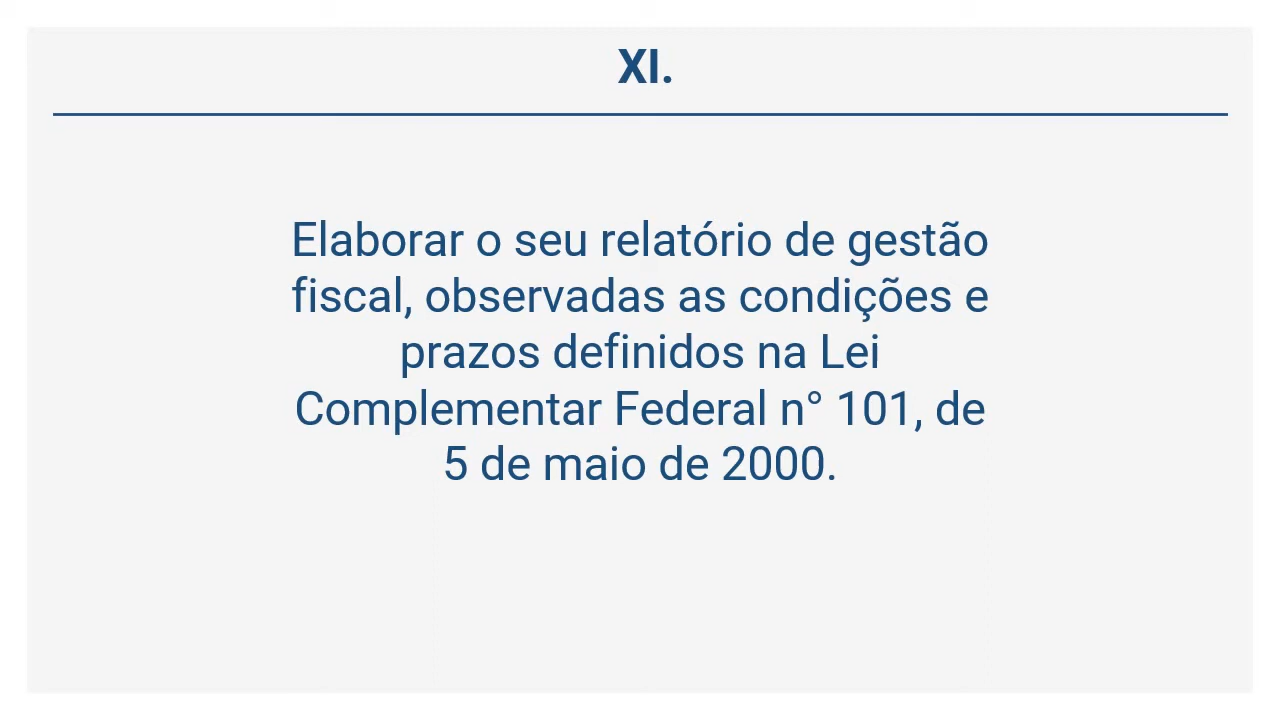 XI.
Elaborar o seu relatório de gestão
fiscal, observadas as condições e
prazos definidos na Lei
Complementar Federal n° 101, de
5 de maio de 2000.